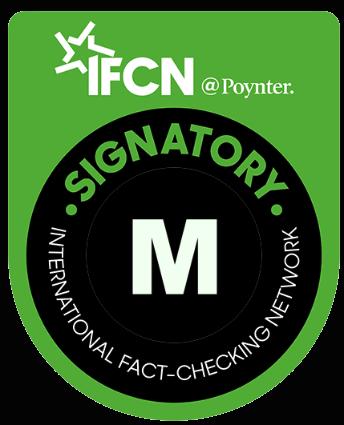 IFCN @Poynter.
•SIGNATORY•
M
INTERNATIONAL FACT-CHECKING NETWORK